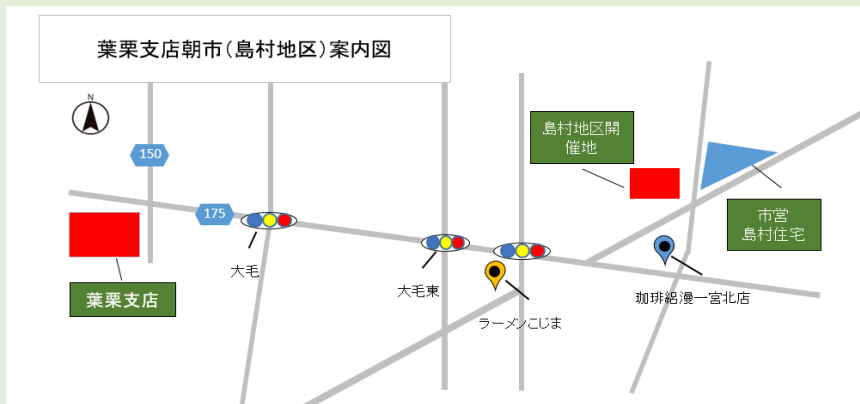 葉栗支店朝市(島村地区)案内図
N
150
島村地区開
催地
175
市営
島村住宅
大毛
葉栗支店
大毛東
ラーメンこじま
珈琲絽漫一宮北店